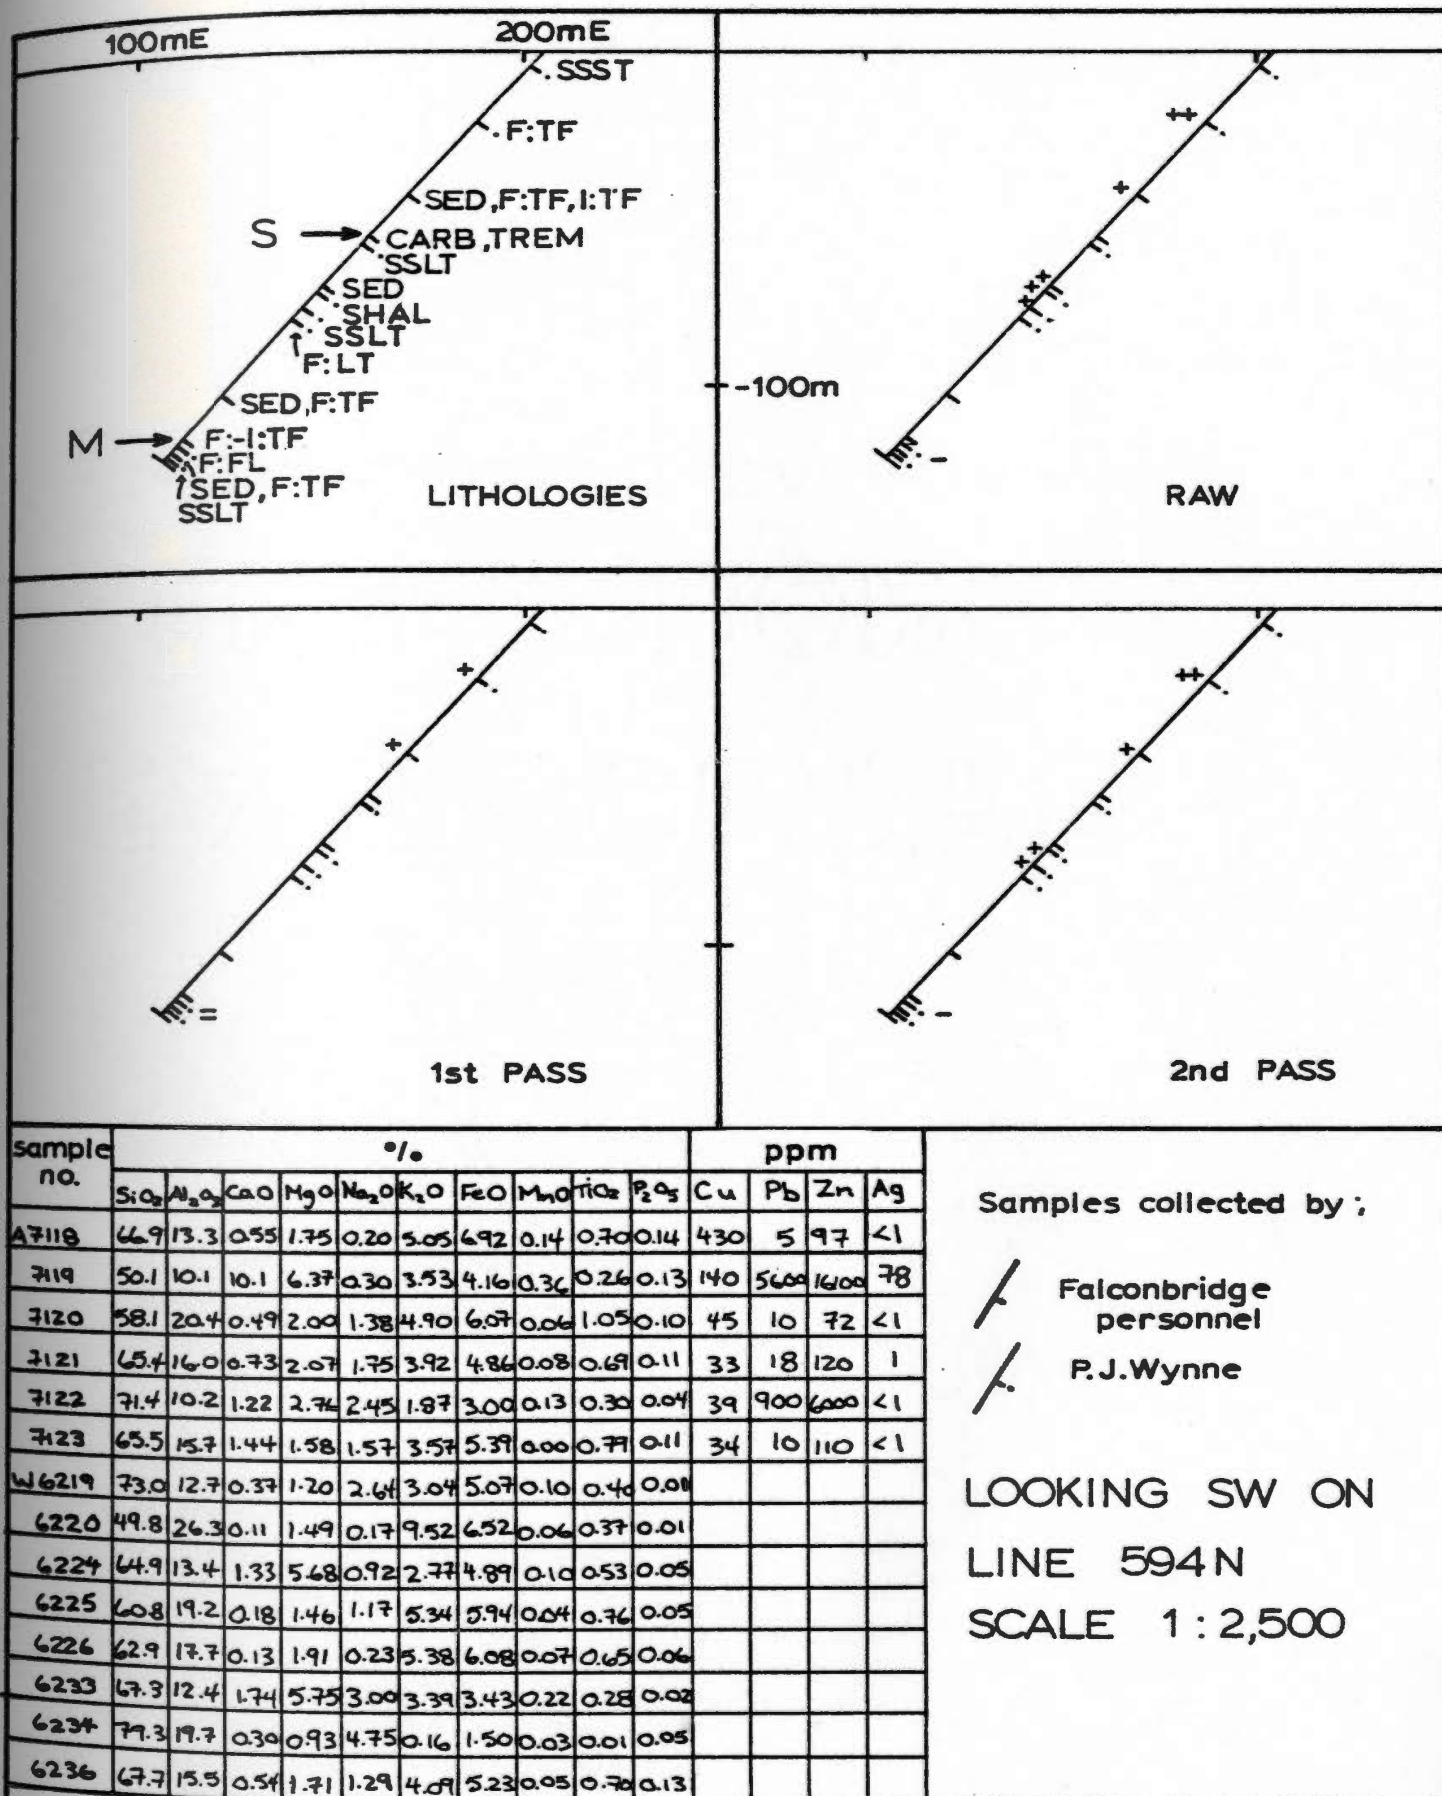 100mE 200mE
SSST
F:TF
SED,F:TF,I:TF
S CARB,TREM
SSLT
SED
SHAL
SSLT
F:LT
SED,F:TF
M F:-I:TF
F:FL
SED,F:TF
SSLT
LITHOLOGIES
-100m
RAW
1st PASS
2nd PASS
sample no. % ppm
SiO₂ Al₂O₂ CaO MgO Na₂O K₂O FeO MnO TiO₂ P₂O₅ Cu Pb Zn Ag
A7118 66.9 13.3 0.55 1.75 0.20 5.05 6.92 0.14 0.70 0.14 430 5 97 <1
7119 50.1 10.1 10.1 6.37 0.30 3.53 4.16 0.36 0.26 0.13 140 5600 16100 78
7120 58.1 20.4 0.49 2.00 1.38 4.90 6.07 0.06 1.05 0.10 45 10 72 <1
7121 65.4 16.0 0.73 2.07 1.75 3.92 4.86 0.08 0.69 0.11 33 18 120 1
7122 71.4 10.2 1.22 2.76 2.45 1.87 3.00 0.13 0.30 0.04 39 900 6000 <1
7123 65.5 15.7 1.44 1.58 1.57 3.57 5.39 0.00 0.79 0.11 34 10 110 <1
W6219 73.0 12.7 0.37 1.20 2.64 3.04 5.07 0.10 0.40 0.01
6220 49.8 26.3 0.11 1.49 0.17 9.52 6.52 0.06 0.37 0.01
6224 64.9 13.4 1.33 5.68 0.92 2.77 4.89 0.10 0.53 0.05
6225 60.8 19.2 0.18 1.46 1.17 5.34 5.94 0.04 0.76 0.05
6226 62.9 17.7 0.13 1.91 0.23 5.38 6.08 0.07 0.65 0.06
6233 67.3 12.4 1.74 5.75 3.00 3.39 3.43 0.22 0.28 0.02
6234 79.3 19.7 0.30 0.93 4.75 0.16 1.50 0.03 0.01 0.05
6236 67.7 15.5 0.54 1.71 1.29 4.09 5.23 0.05 0.70 0.13
Samples collected by;
Falconbridge
personnel
P.J.Wynne
LOOKING SW ON
LINE 594N
SCALE 1:2,500